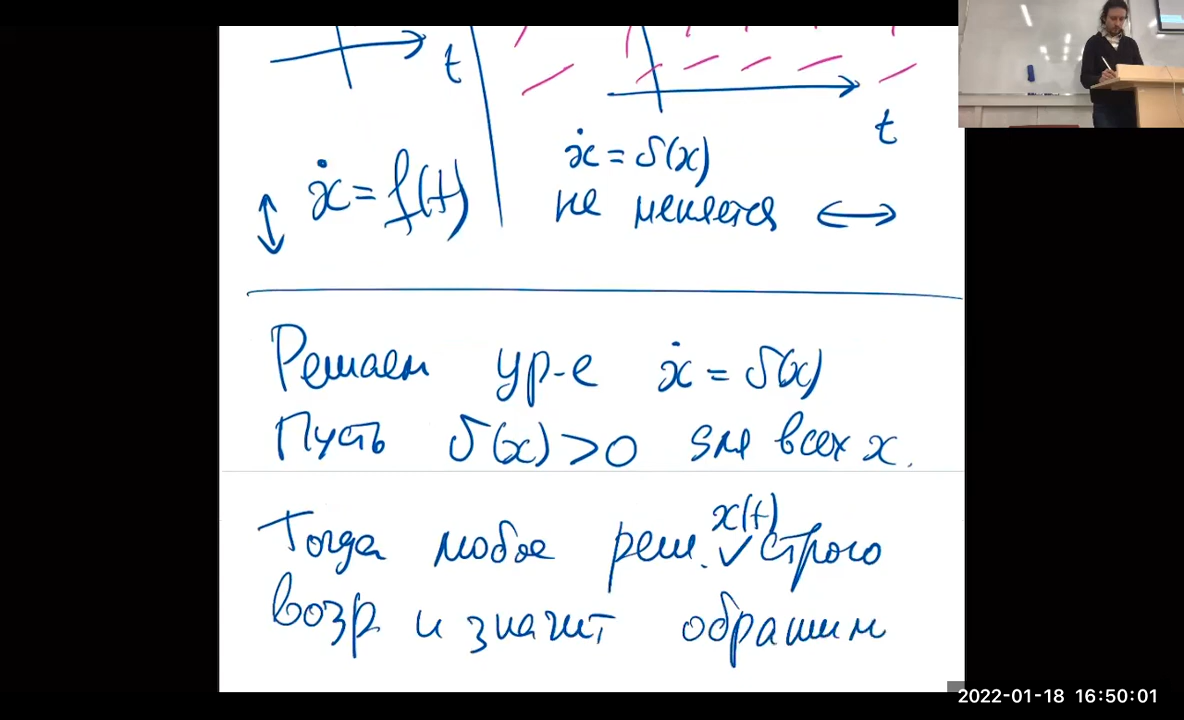 t
t
ẋ = f(t)
ẋ = υ(x)
не меняется
Решаем ур-е ẋ = υ(x)
Пусть υ(x) > 0 для всех x.
Тогда любое реш. x(t) строго
возр и значит обратим
2022-01-18 16:50:01